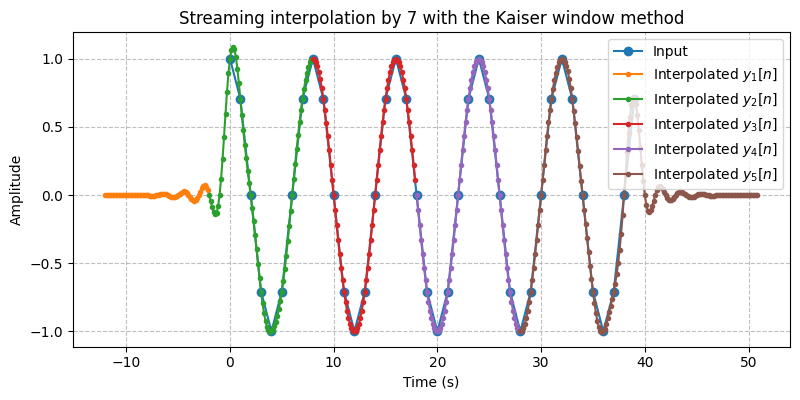 Streaming interpolation by 7 with the Kaiser window method
Amplitude
1.0
0.5
0.0
−0.5
−1.0
−10
0
10
20
30
40
50
Time (s)
Input
Interpolated y₁[n]
Interpolated y₂[n]
Interpolated y₃[n]
Interpolated y₄[n]
Interpolated y₅[n]